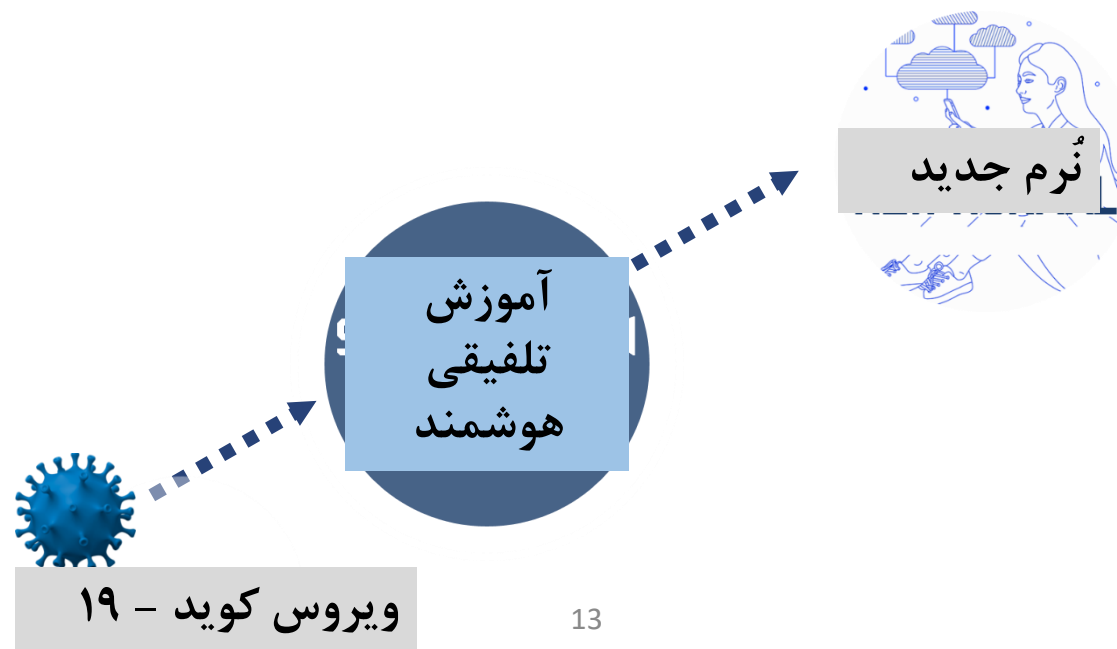 نُرم جدید
آموزش
تلفیقی
هوشمند
ویروس کوید - ۱۹
13